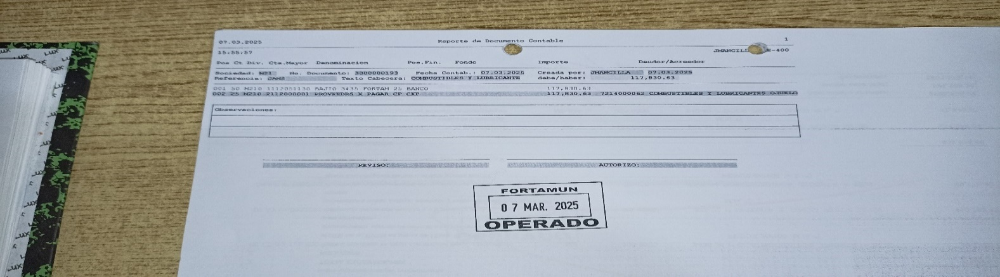 07.03.2025 Reporte de Documento Contable 1
15:55:57 JMANCILL E-400
Pos Ct Div. Cta.Mayor Denominacion Pos.Fin. Fondo Importe Deudor/Acreedor
Sociedad: M21 No. Documento: 3000000193 Fecha Contab.: 07.03.2025 Creada por: JMANCILLA 07.03.2025
Referencia: JAMS Texto Cabecera: COMBUSTIBLES Y LUBRICANTE debe/haber: 117,830.63
001 50 M210 1112051130 BAJIO 3435 FORTAM 25 BANCO 117,830.63
002 25 M210 2112000001 PROVEEDRS X PAGAR CP CXP 117,830.63 7214000062 COMBUSTIBLES Y LUBRICANTES OJUELO
Observaciones:
REVISO: AUTORIZO:
FORTAMUN
07 MAR. 2025
OPERADO
LUX
LUX
LUX
LUX